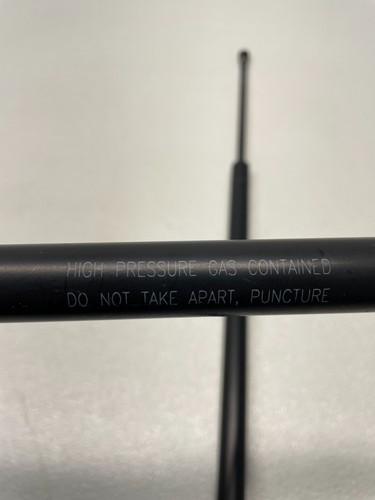 HIGH PRESSURE GAS CONTAINED
DO NOT TAKE APART, PUNCTURE